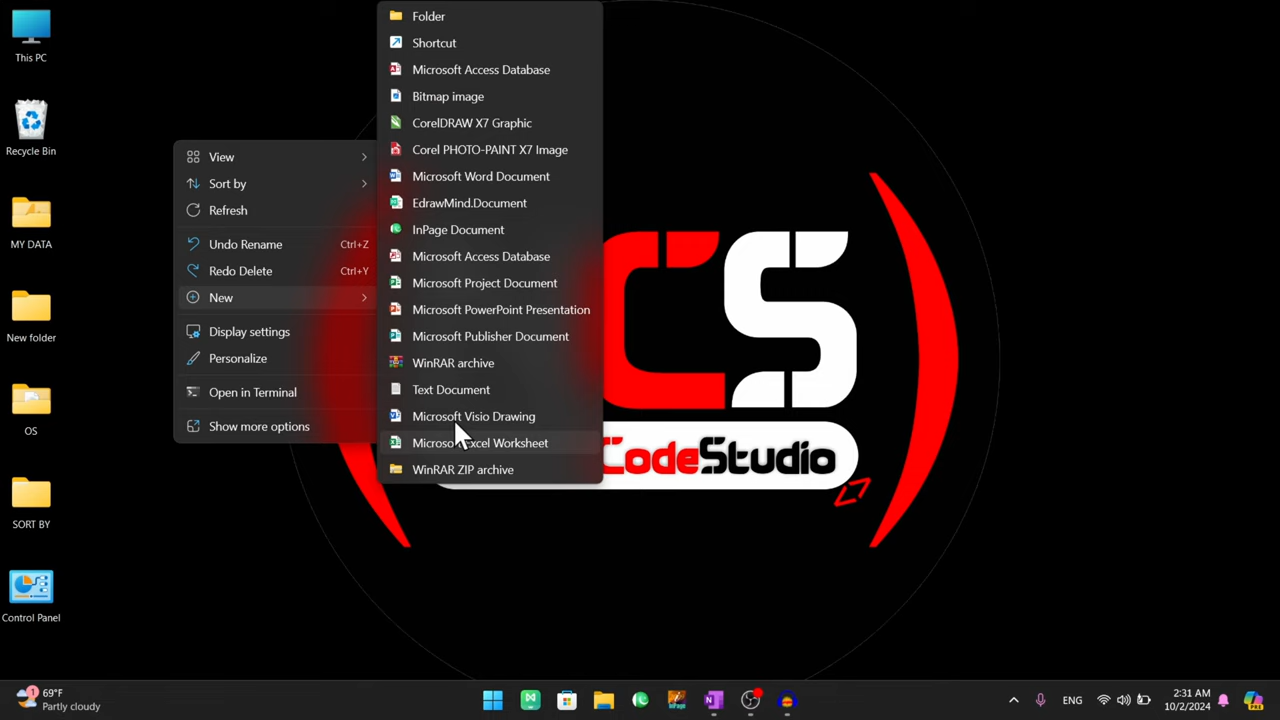 This PC
Recycle Bin
MY DATA
New folder
OS
SORT BY
Control Panel
View
Sort by
Refresh
Undo Rename Ctrl+Z
Redo Delete Ctrl+Y
New
Display settings
Personalize
Open in Terminal
Show more options
Folder
Shortcut
Microsoft Access Database
Bitmap image
CorelDRAW X7 Graphic
Corel PHOTO-PAINT X7 Image
Microsoft Word Document
EdrawMind.Document
InPage Document
Microsoft Access Database
Microsoft Project Document
Microsoft PowerPoint Presentation
Microsoft Publisher Document
WinRAR archive
Text Document
Microsoft Visio Drawing
Microsoft Excel Worksheet
WinRAR ZIP archive
CS
CodeStudio
1
69°F
Partly cloudy
ENG
2:31 AM
10/2/2024